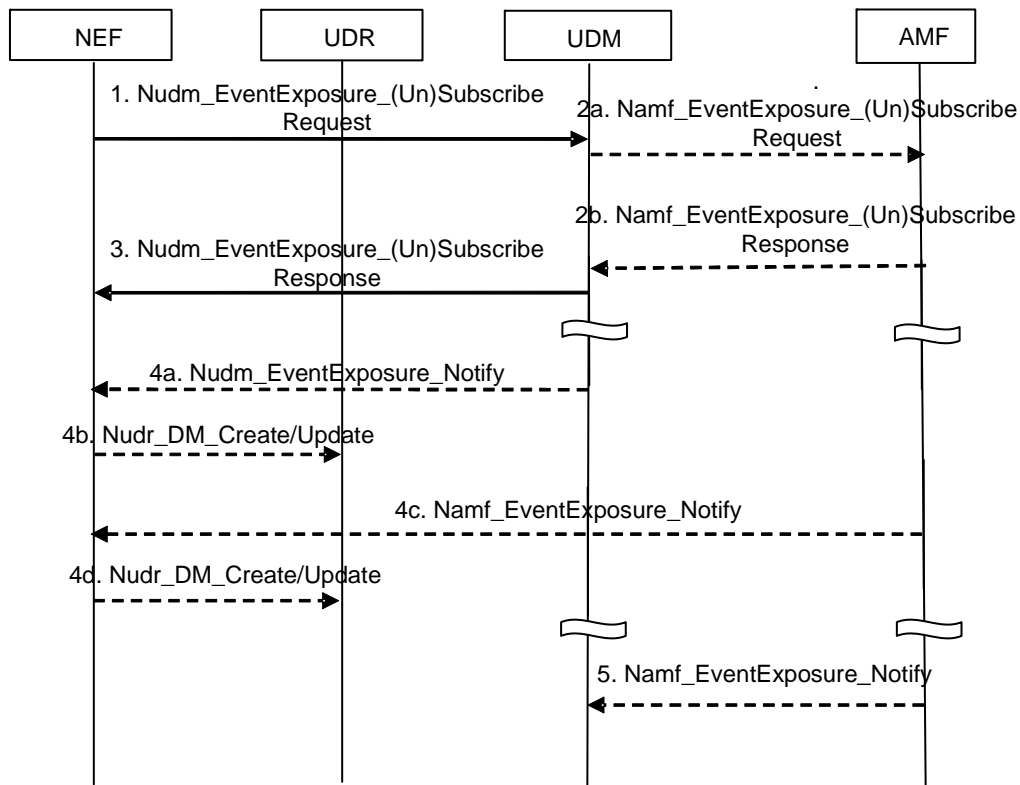 NEF
UDR
UDM
AMF
1. Nudm_EventExposure_(Un)Subscribe
Request
.
2a. Namf_EventExposure_(Un)Subscribe
Request
2b. Namf_EventExposure_(Un)Subscribe
Response
3. Nudm_EventExposure_(Un)Subscribe
Response
4a. Nudm_EventExposure_Notify
4b. Nudr_DM_Create/Update
4c. Namf_EventExposure_Notify
4d. Nudr_DM_Create/Update
5. Namf_EventExposure_Notify